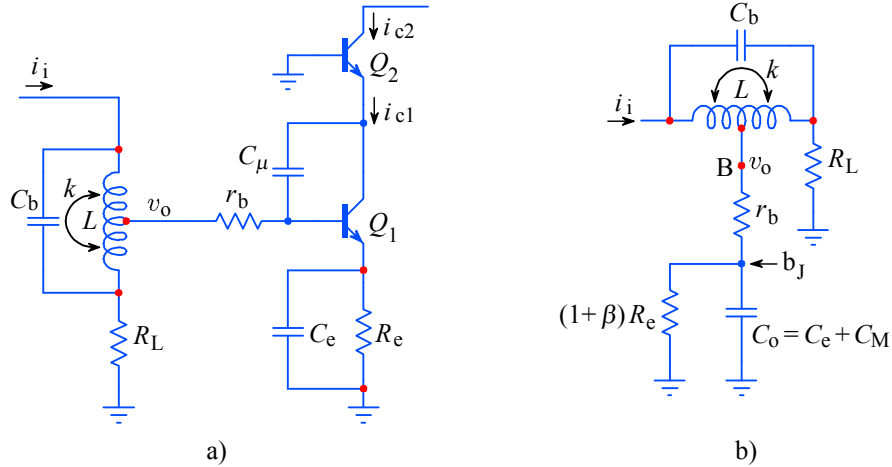 i_c2
Q_2
i_i
i_c1
C_μ
C_b
k
L
v_o
r_b
Q_1
R_L
C_e
R_e
a)
C_b
k
L
i_i
B
v_o
R_L
r_b
b_J
(1+β) R_e
C_o = C_e + C_M
b)